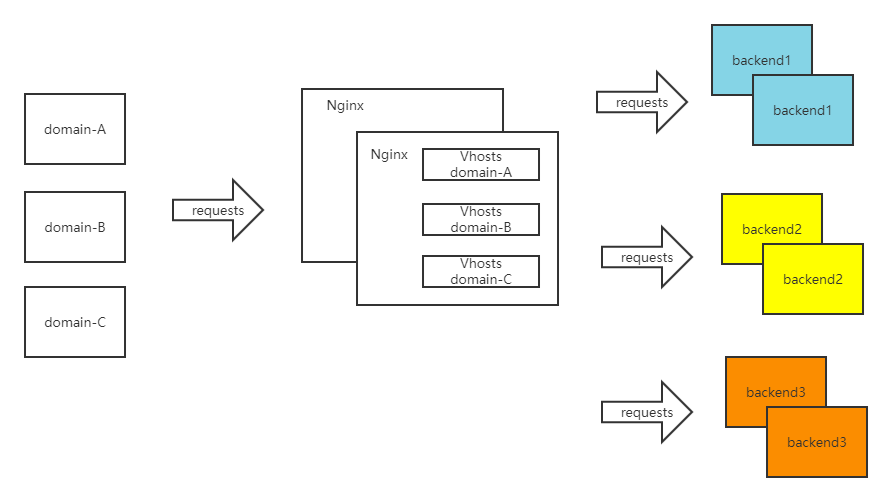 domain-A
domain-B
domain-C
requests
Nginx
Nginx
Vhosts
domain-A
Vhosts
domain-B
Vhosts
domain-C
requests
requests
requests
backend1
backend1
backend2
backend2
backend3
backend3